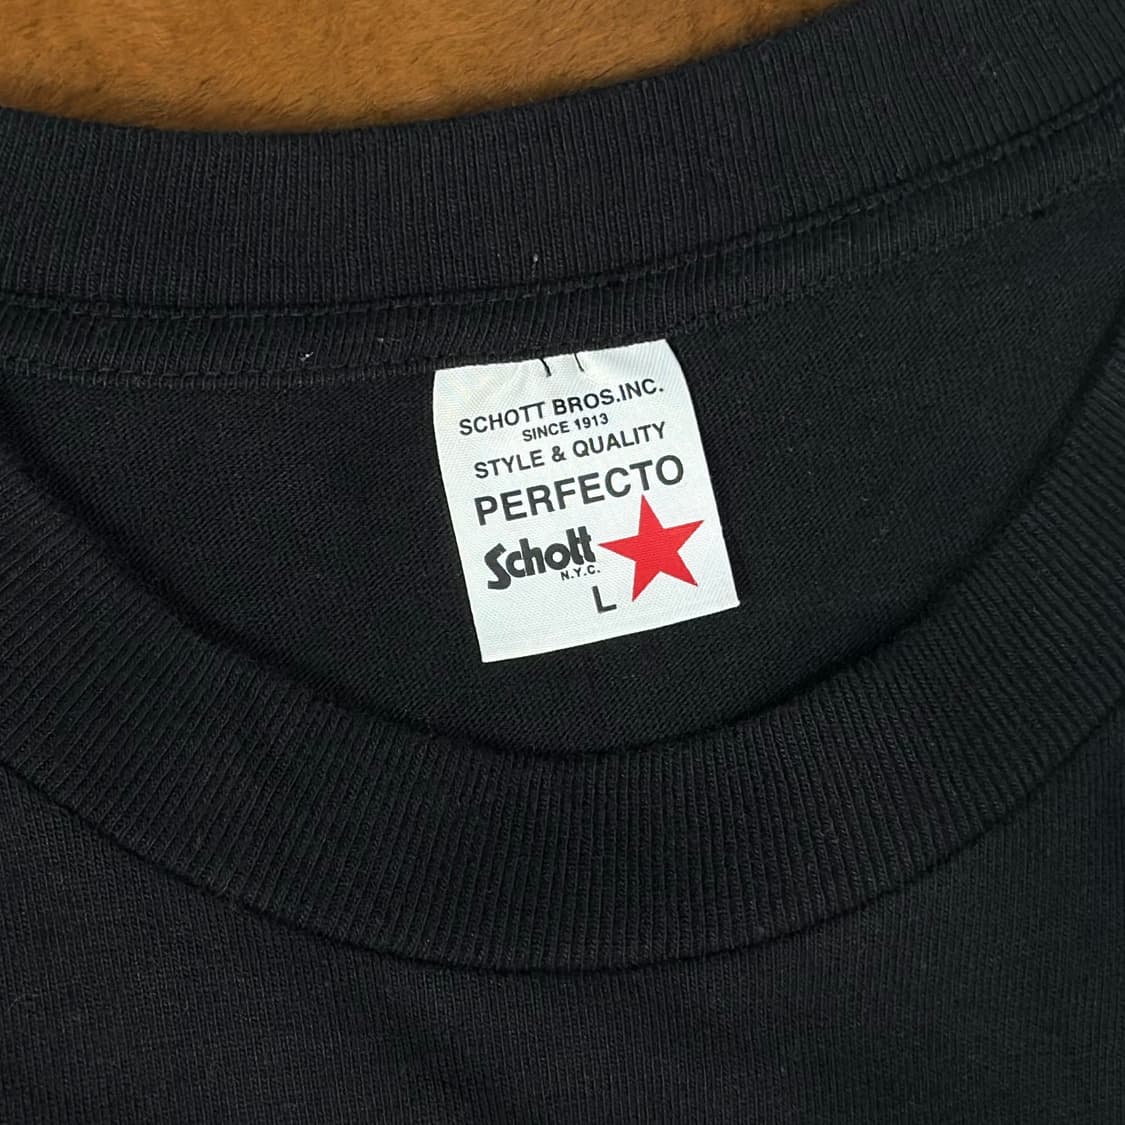 SCHOTT BROS.INC.
SINCE 1913
STYLE & QUALITY
PERFECTO
Schott
N.Y.C.
L